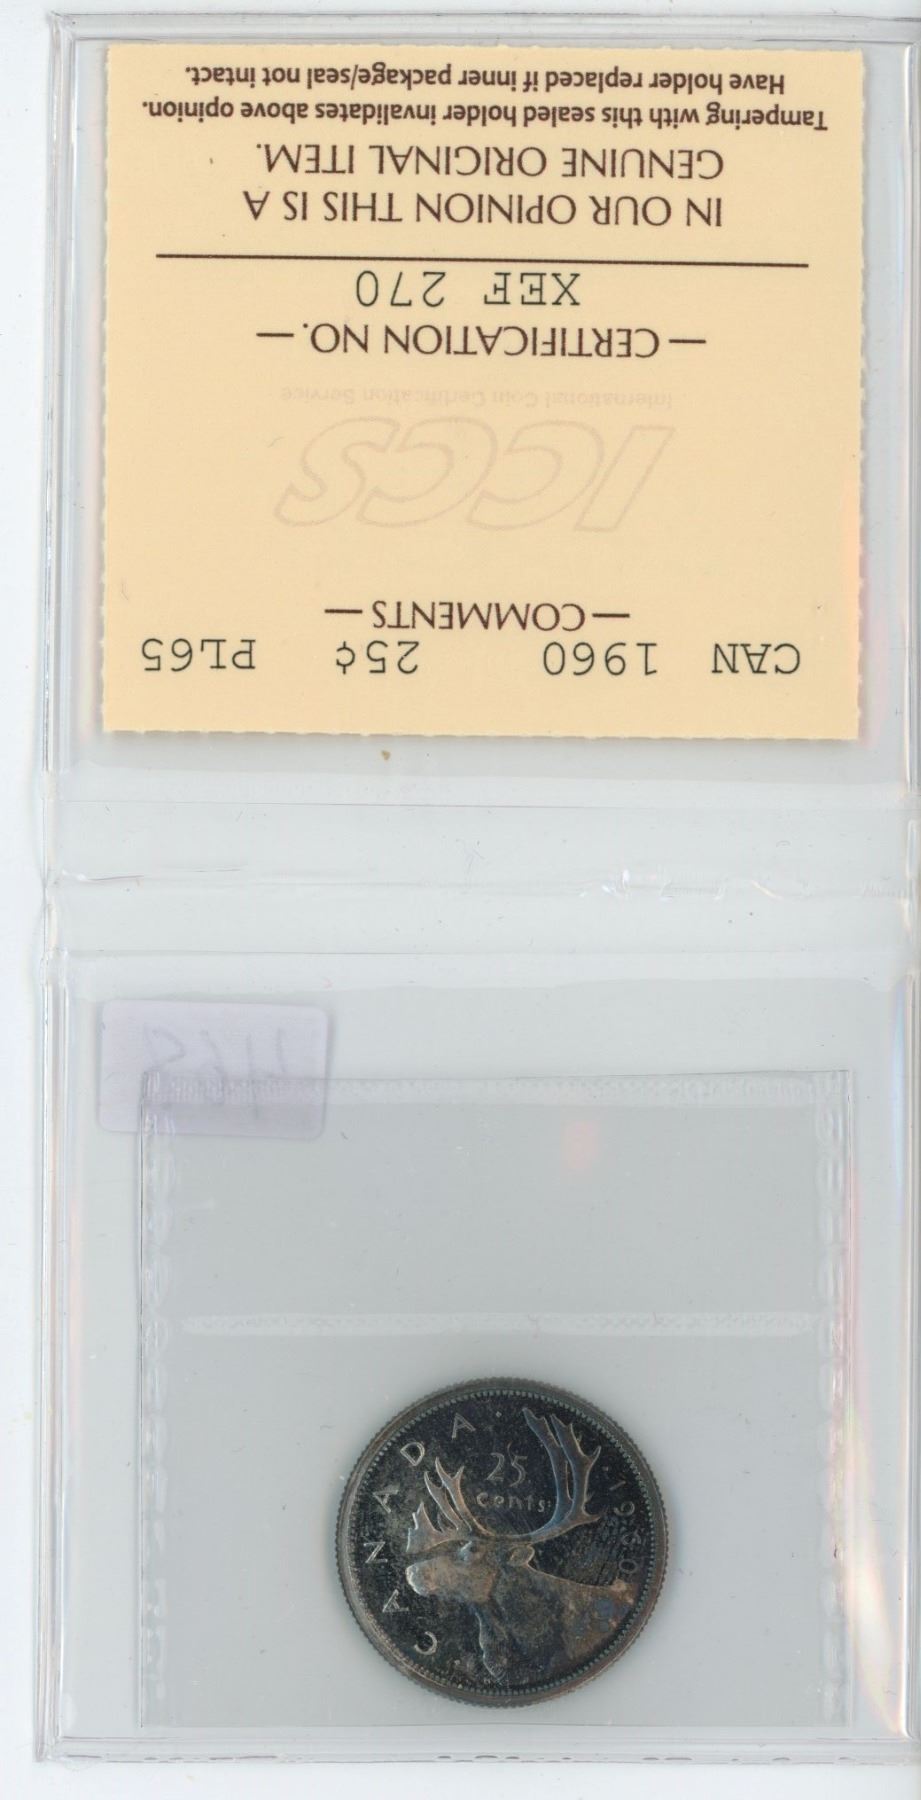 CAN 1960 25¢ PL65
— COMMENTS —
ICCS
International Coin Certification Service
— CERTIFICATION NO. —
XEF 270
IN OUR OPINION THIS IS A
GENUINE ORIGINAL ITEM.
Tampering with this sealed holder invalidates above opinion.
Have holder replaced if inner package/seal not intact.
CANADA · 1960
25
cents